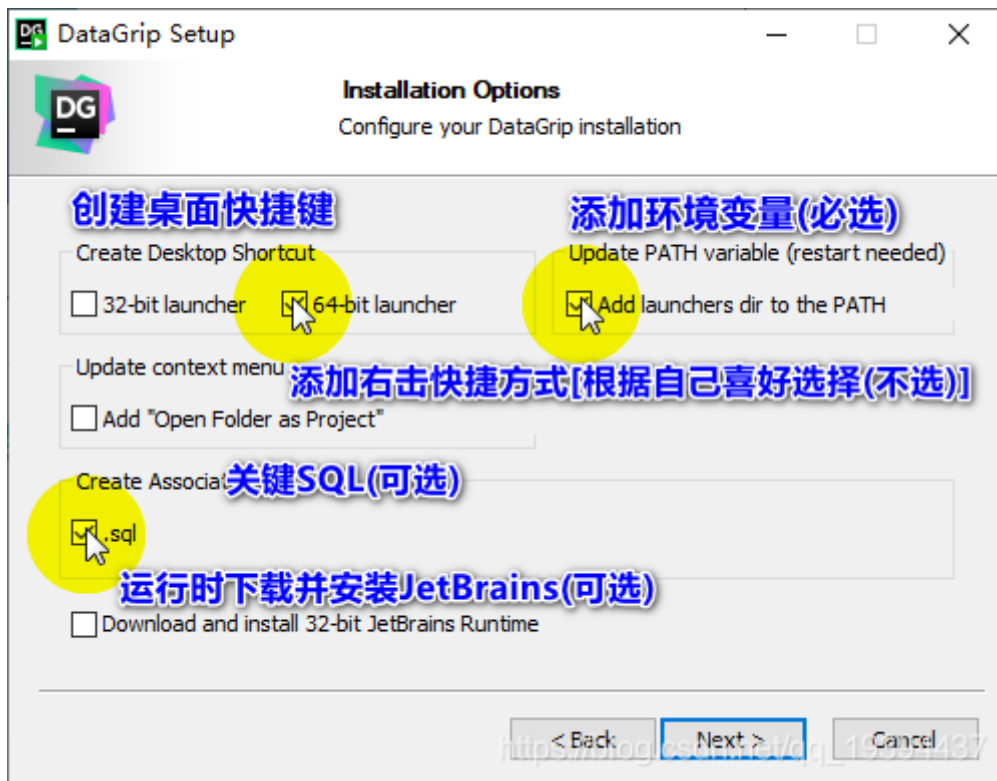 DataGrip Setup
DG
Installation Options
Configure your DataGrip installation
创建桌面快捷键
添加环境变量(必选)
Create Desktop Shortcut
Update PATH variable (restart needed)
32-bit launcher
64-bit launcher
Add launchers dir to the PATH
Update context menu
添加右击快捷方式[根据自己喜好选择(不选)]
Add "Open Folder as Project"
Create Associat
关键SQL(可选)
.sql
运行时下载并安装JetBrains(可选)
Download and install 32-bit JetBrains Runtime
< Back
Next >
Cancel